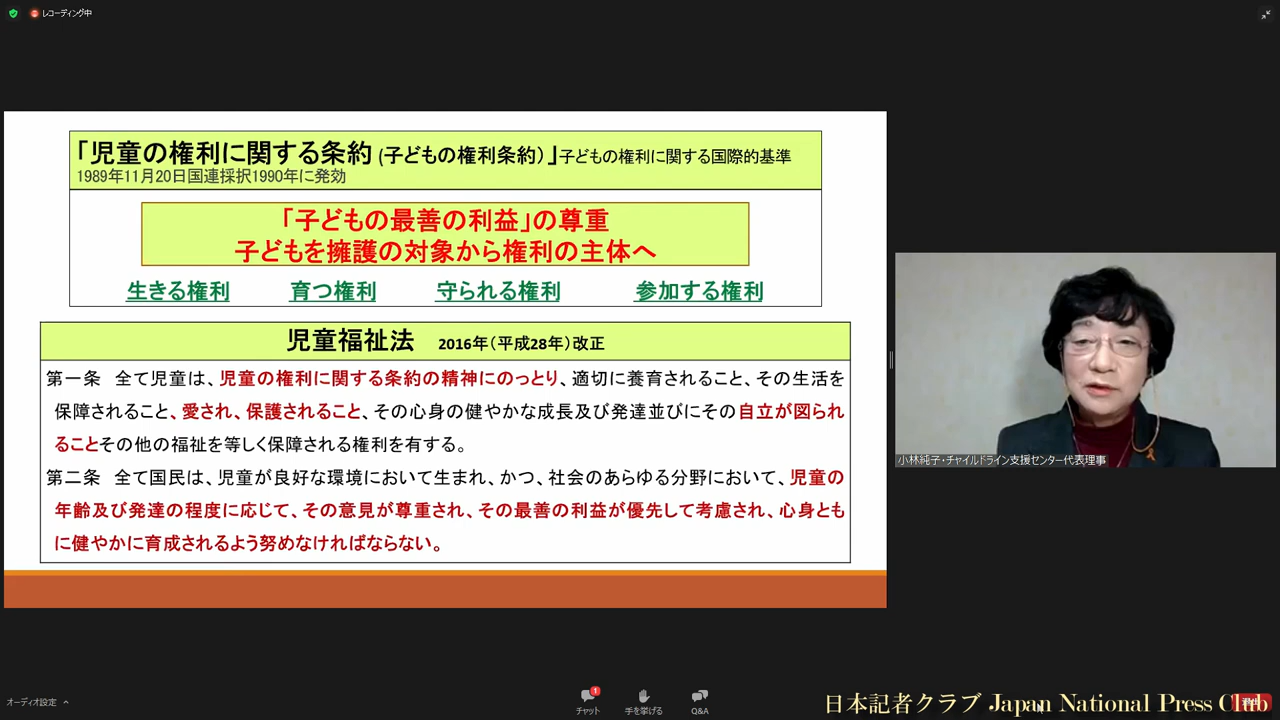 レコーディング中
「児童の権利に関する条約 (子どもの権利条約)」子どもの権利に関する国際的基準
1989年11月20日国連採択1990年に発効
「子どもの最善の利益」の尊重
子どもを擁護の対象から権利の主体へ
生きる権利 育つ権利 守られる権利 参加する権利
児童福祉法 2016年(平成28年)改正
第一条 全て児童は、児童の権利に関する条約の精神にのっとり、適切に養育されること、その生活を
保障されること、愛され、保護されること、その心身の健やかな成長及び発達並びにその自立が図られ
ることその他の福祉を等しく保障される権利を有する。
第二条 全て国民は、児童が良好な環境において生まれ、かつ、社会のあらゆる分野において、児童の
年齢及び発達の程度に応じて、その意見が尊重され、その最善の利益が優先して考慮され、心身とも
に健やかに育成されるよう努めなければならない。
小林純子・チャイルドライン支援センター代表理事
オーディオ設定
1
チャット
手を挙げる
Q&A
日本記者クラブ Japan National Press Club